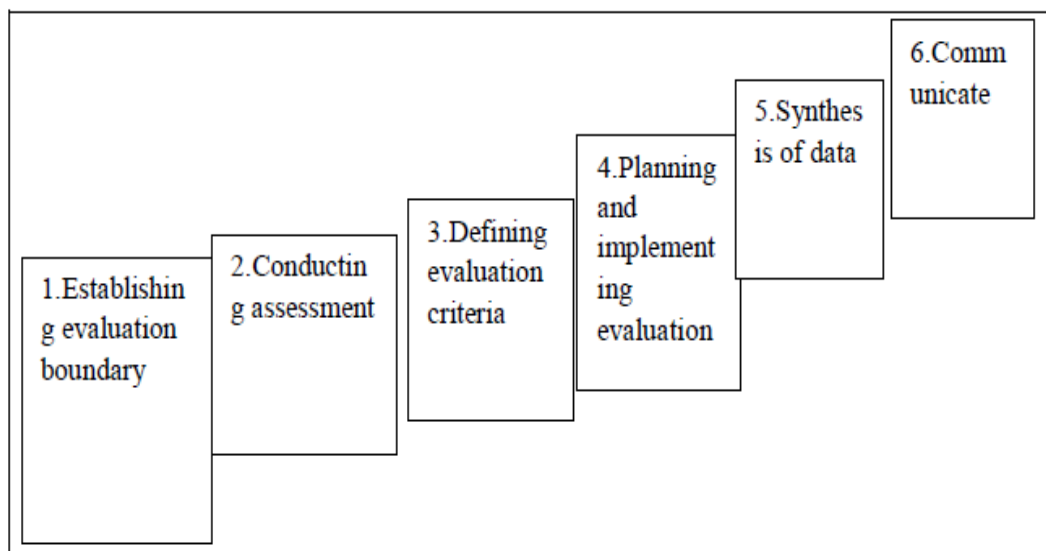 1.Establishin
g evaluation
boundary
2.Conductin
g assessment
3.Defining
evaluation
criteria
4.Planning
and
implement
ing
evaluation
5.Synthes
is of data
6.Comm
unicate